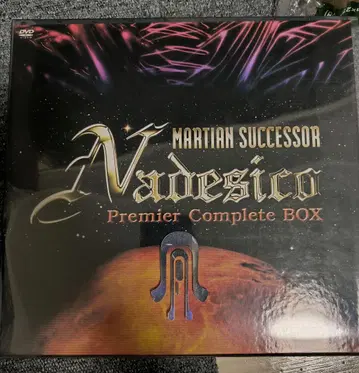 DVD
MARTIAN SUCCESSOR
Nadesico
Premier Complete BOX